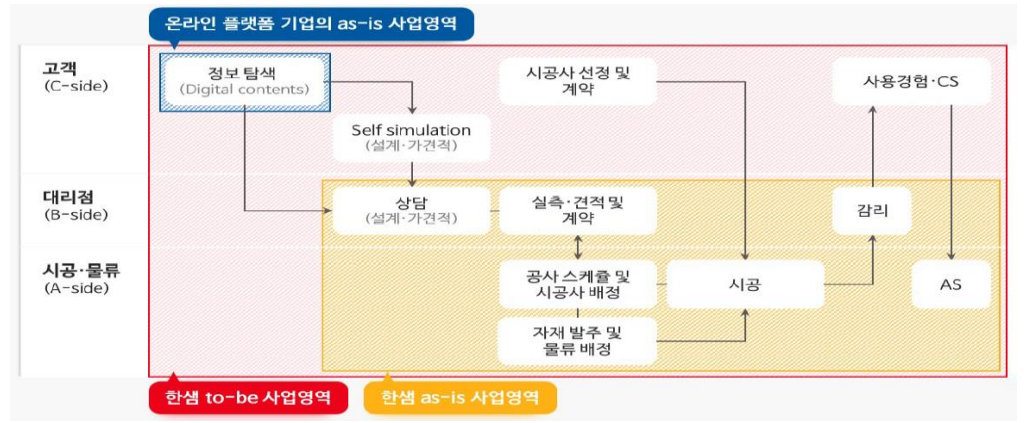 온라인 플랫폼 기업의 as-is 사업영역
고객
(C-side)
정보 탐색
(Digital contents)
시공사 선정 및
계약
사용경험·CS
Self simulation
(설계·가견적)
대리점
(B-side)
상담
(설계·가견적)
실측·견적 및
계약
감리
시공·물류
(A-side)
공사 스케쥴 및
시공사 배정
시공
AS
자재 발주 및
물류 배정
한샘 to-be 사업영역
한샘 as-is 사업영역